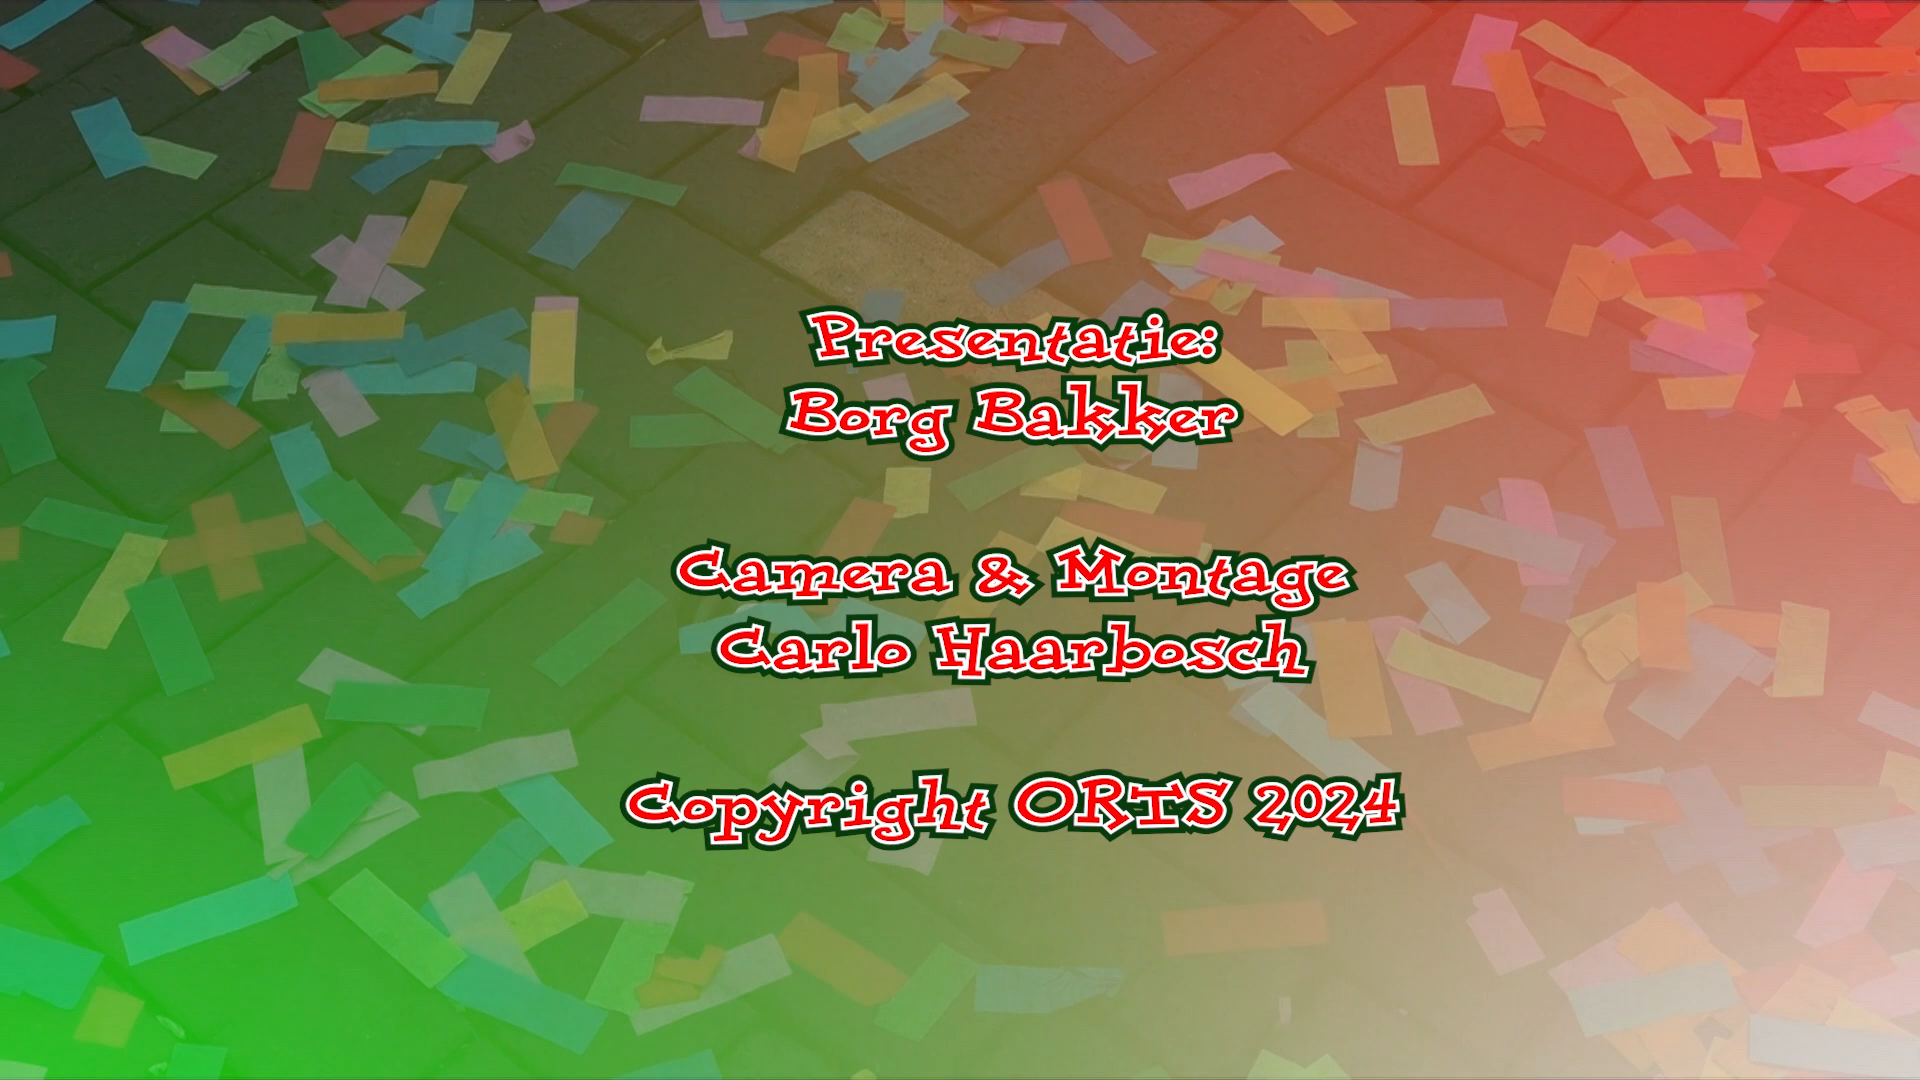 Presentatie:
Borg Bakker
Camera & Montage
Carlo Haarbosch
Copyright ORTS 2024